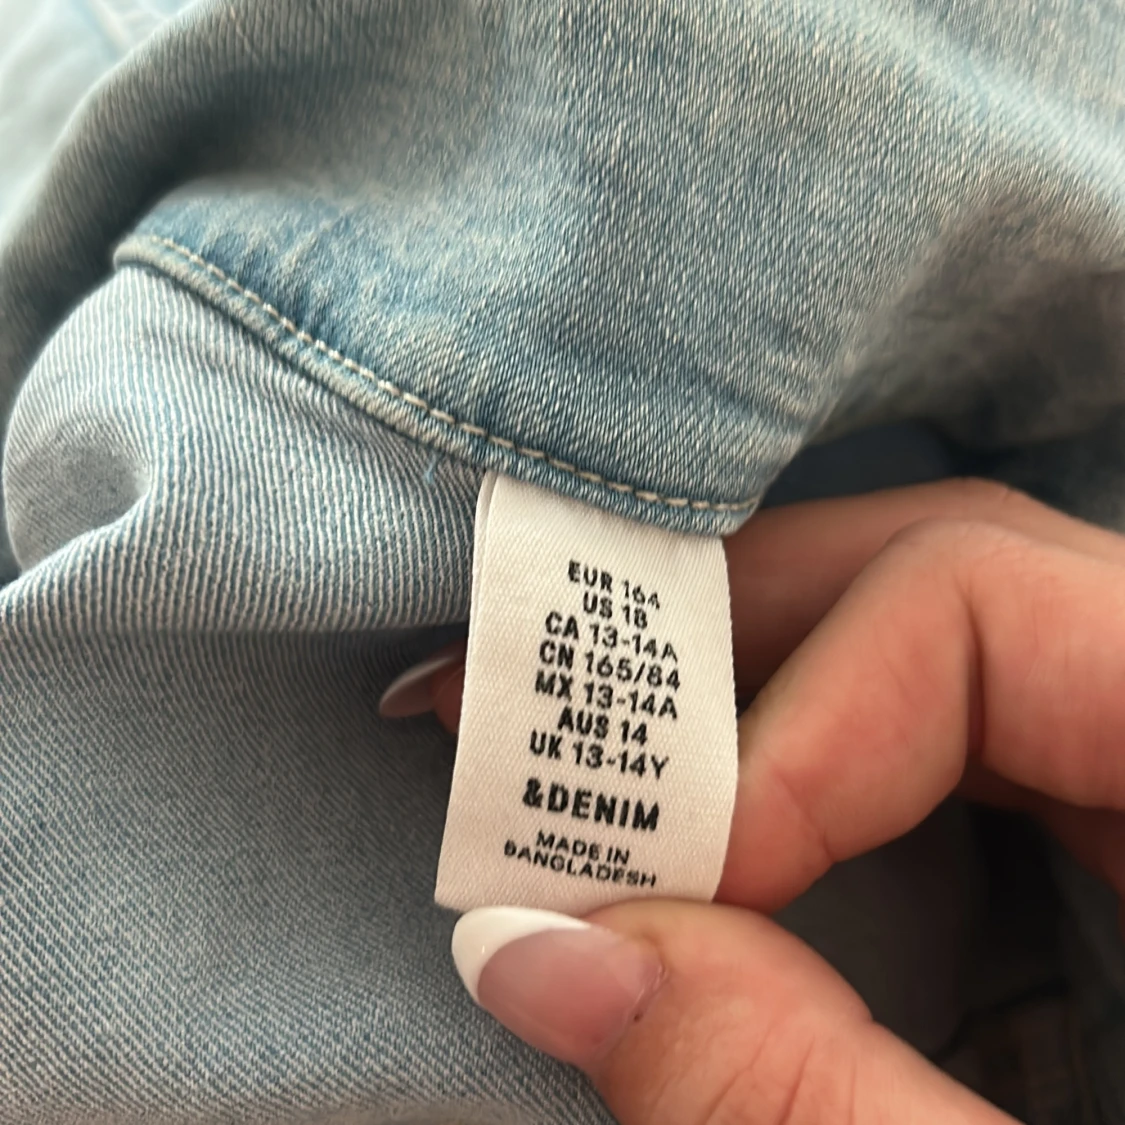 EUR 164
US 18
CA 13-14A
CN 165/84
MX 13-14A
AUS 14
UK 13-14Y
&DENIM
MADE IN
BANGLADESH